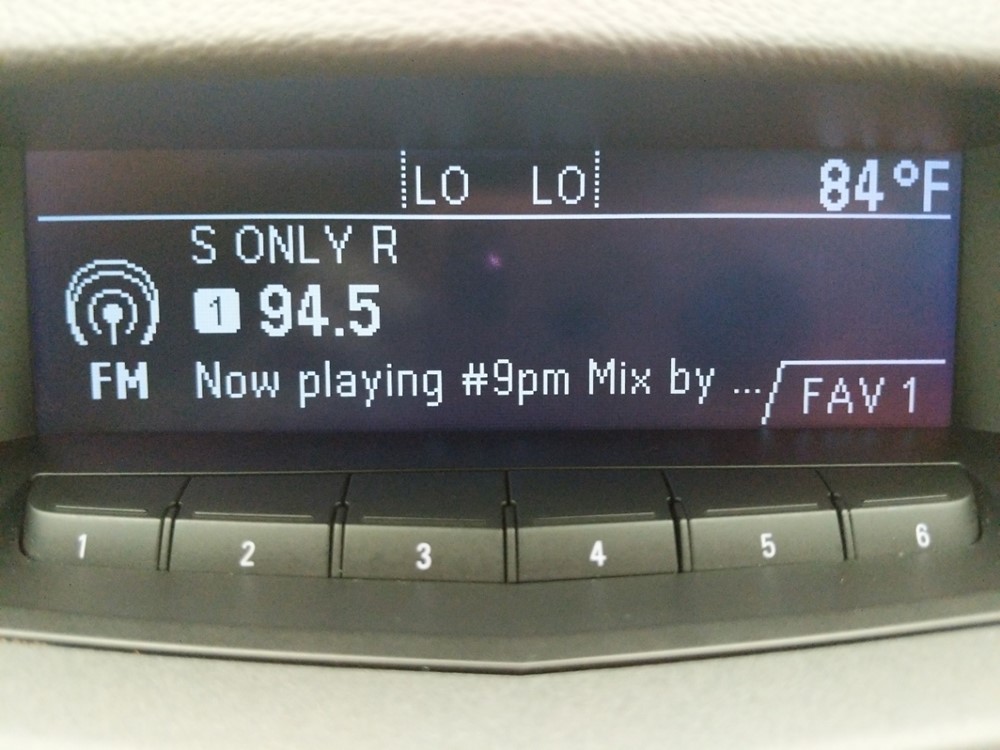 LO LO 84°F
S ONLY R
1 94.5
FM Now playing #9pm Mix by ... FAV 1
1 2 3 4 5 6